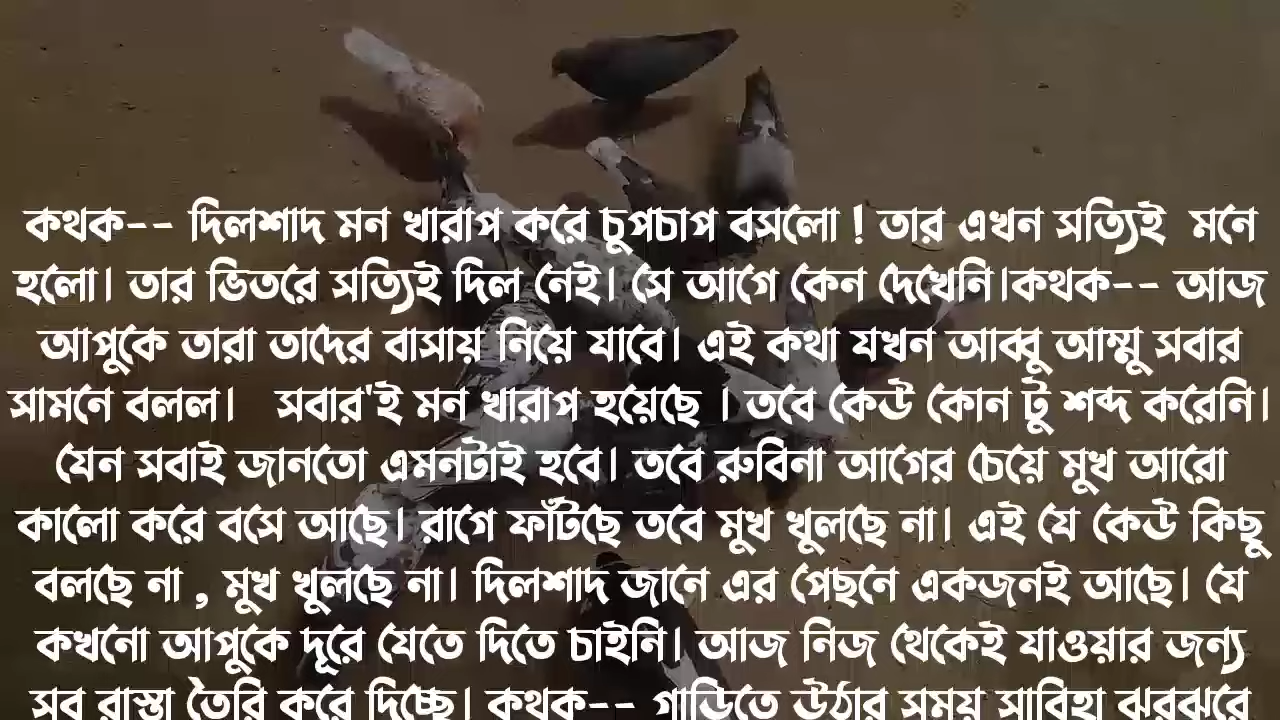 কথক-- দিলশাদ মন খারাপ করে চুপচাপ বসলো ! তার এখন সত্যিই মনে
হলো। তার ভিতরে সত্যিই দিল নেই। সে আগে কেন দেখেনি।কথক-- আজ
আপুকে তারা তাদের বাসায় নিয়ে যাবে। এই কথা যখন আব্বু আম্মু সবার
সামনে বলল। সবার'ই মন খারাপ হয়েছে । তবে কেউ কোন টু শব্দ করেনি।
যেন সবাই জানতো এমনটাই হবে। তবে রুবিনা আগের চেয়ে মুখ আরো
কালো করে বসে আছে। রাগে ফাঁটছে তবে মুখ খুলছে না। এই যে কেউ কিছু
বলছে না , মুখ খুলছে না। দিলশাদ জানে এর পেছনে একজনই আছে। যে
কখনো আপুকে দূরে যেতে দিতে চাইনি। আজ নিজ থেকেই যাওয়ার জন্য
সব রাস্তা তৈরি করে দিচ্ছে। কথক-- গাড়িতে উঠার সময় সাবিহা ঝরঝরে